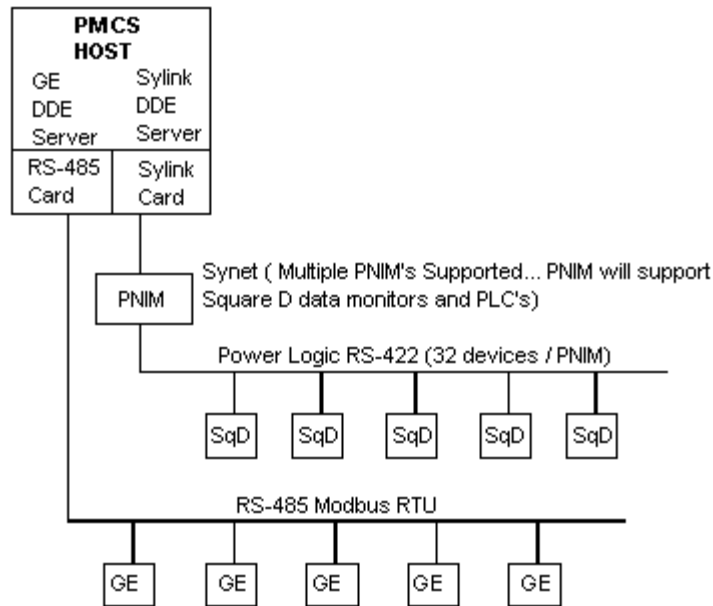 PMCS
HOST
GE
DDE
Server
Sylink
DDE
Server
RS-485
Card
Sylink
Card
PNIM
Synet ( Multiple PNIM's Supported... PNIM will support
Square D data monitors and PLC's)
Power Logic RS-422 (32 devices / PNIM)
SqD SqD SqD SqD SqD
RS-485 Modbus RTU
GE GE GE GE GE